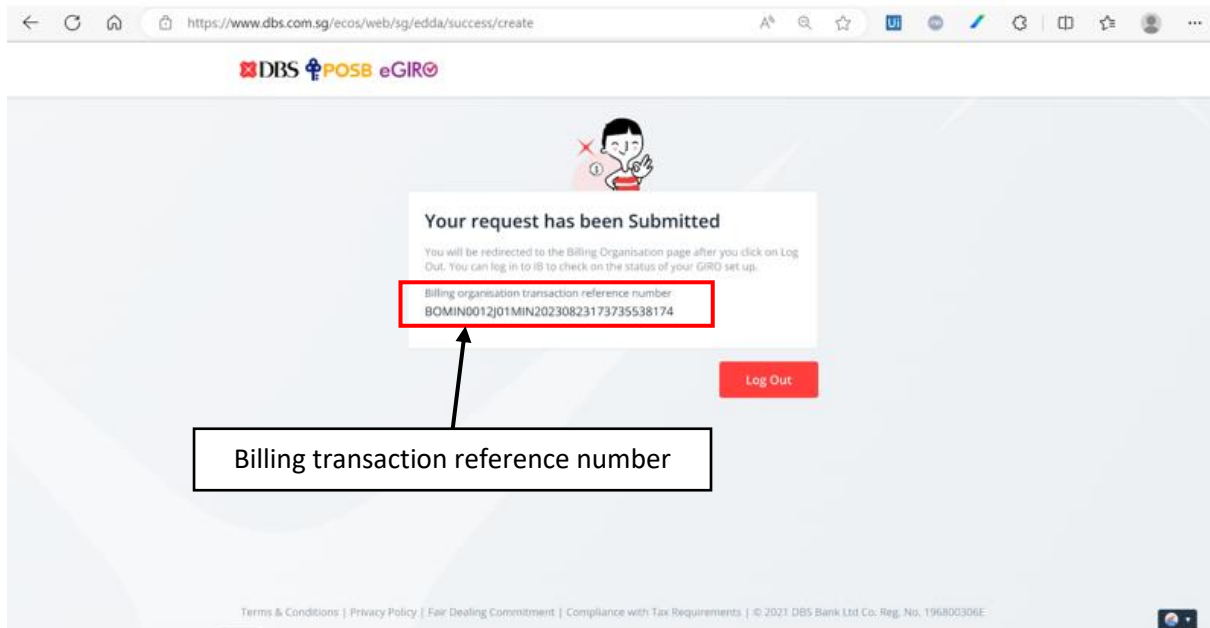 https://www.dbs.com.sg/ecos/web/sg/edda/success/create
DBS POSB eGIRO
Your request has been Submitted
You will be redirected to the Billing Organisation page after you click on Log
Out. You can log in to IB to check on the status of your GIRO set up.
Billing organisation transaction reference number
BOMIN0012J01MIN20230823173735538174
Log Out
Billing transaction reference number
Terms & Conditions | Privacy Policy | Fair Dealing Commitment | Compliance with Tax Requirements | © 2021 DBS Bank Ltd Co. Reg. No. 196800306E